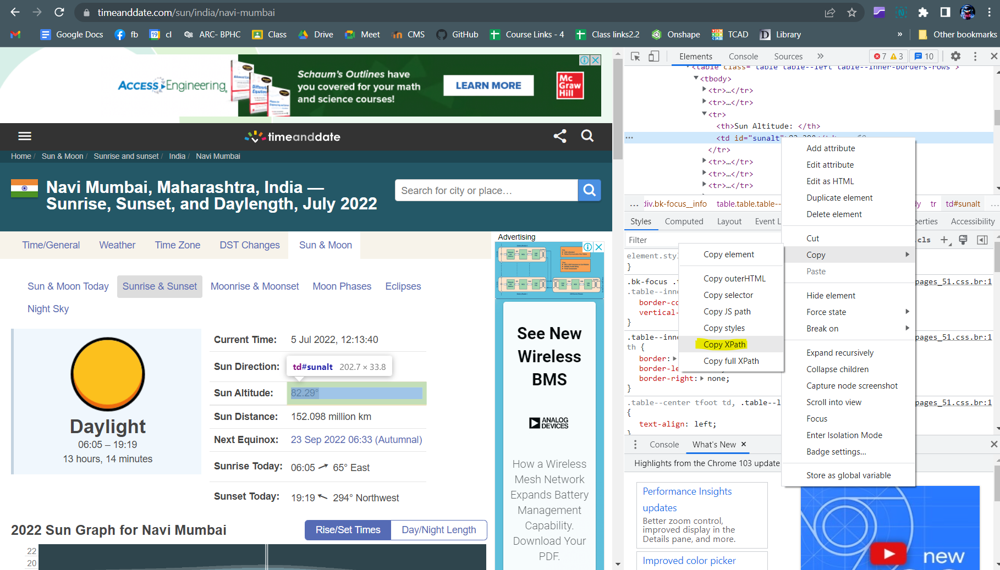 timeanddate.com/sun/india/navi-mumbai
Google Docs
fb
19
cl
ARC- BPHC
Class
Drive
Meet
CMS
GitHub
Course Links - 4
Class links2.2
Onshape
TCAD
Library
»
Other bookmarks
ACCESS Engineering
Schaum's Outlines have
you covered for your math
and science courses!
LEARN MORE
Mc
Graw
Hill
timeanddate
Home / Sun & Moon / Sunrise and sunset / India / Navi Mumbai
Navi Mumbai, Maharashtra, India —
Sunrise, Sunset, and Daylength, July 2022
Search for city or place…
Time/General
Weather
Time Zone
DST Changes
Sun & Moon
Sun & Moon Today
Sunrise & Sunset
Moonrise & Moonset
Moon Phases
Eclipses
Night Sky
Daylight
06:05 – 19:19
13 hours, 14 minutes
Current Time: 5 Jul 2022, 12:13:40
Sun Direction:
td#sunalt 202.7 × 33.8
Sun Altitude: 82.29°
Sun Distance: 152.098 million km
Next Equinox: 23 Sep 2022 06:33 (Autumnal)
Sunrise Today: 06:05 65° East
Sunset Today: 19:19 294° Northwest
2022 Sun Graph for Navi Mumbai
Rise/Set Times
Day/Night Length
22
20
Advertising
See New
Wireless
BMS
ANALOG
DEVICES
How a Wireless
Mesh Network
Expands Battery
Management
Capability.
Download Your
PDF.
Elements
Console
Sources
»
7
3
10
<table class="table table--left table--inner-borders-rows">
<tbody>
<tr>…</tr>
<tr>…</tr>
<tr>
<th>Sun Altitude: </th>
<td id="sunalt">
</tr>
<tr>…</tr>
<tr>…</tr>
<tr>…</tr>
... div.bk-focus__info table.table.table--
dy tr td#sunalt ...
Styles
Computed
Layout
Event L
perties
Accessibility
Filter
.cls
element.sty
}
.bk-focus .t
.table--inne
border-co
vertical-
}
pages_51.css.br:1
.table--inne
th {
border:
border-le
border-right: none;
}
pages_51.css.br:1
.table--center tfoot td, .table--l
{
text-align: left;
}
pages_51.css.br:1
Copy element
Copy outerHTML
Copy selector
Copy JS path
Copy styles
Copy XPath
Copy full XPath
Add attribute
Edit attribute
Edit as HTML
Duplicate element
Delete element
Cut
Copy
Paste
Hide element
Force state
Break on
Expand recursively
Collapse children
Capture node screenshot
Scroll into view
Focus
Enter Isolation Mode
Badge settings...
Store as global variable
Console
What's New
Highlights from the Chrome 103 update
Performance Insights
updates
Better zoom control,
improved display in the
Details pane, and more.
Improved color picker
new